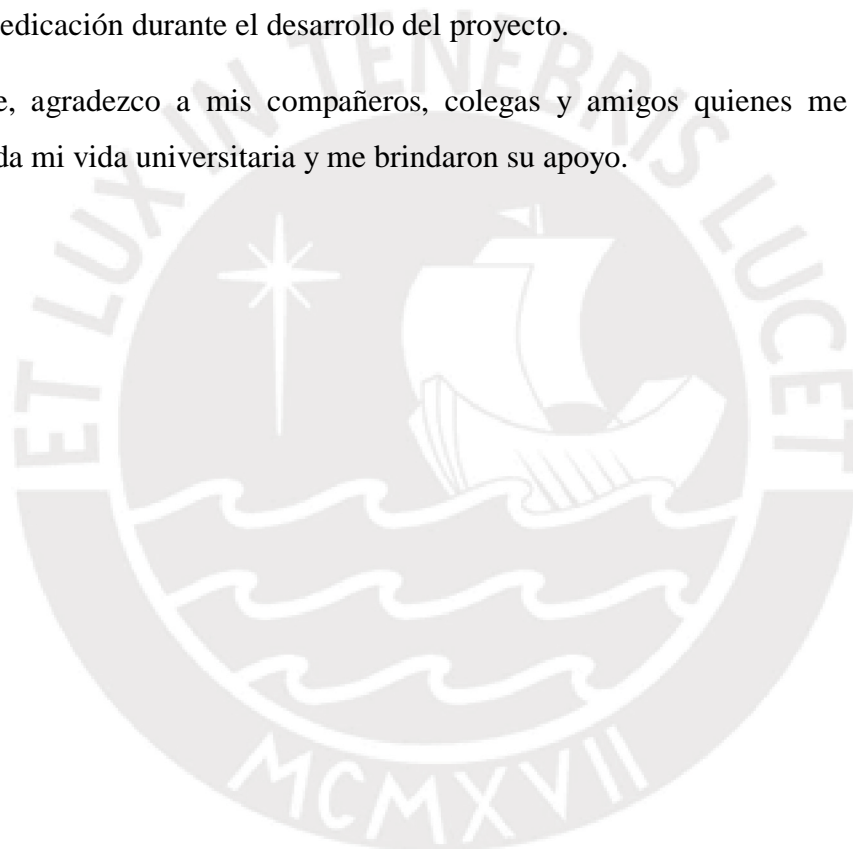 edicación durante el desarrollo del proyecto.
e, agradezco a mis compañeros, colegas y amigos quienes me
da mi vida universitaria y me brindaron su apoyo.
ET LUX IN TENEBRIS LUCET
MCMXVII